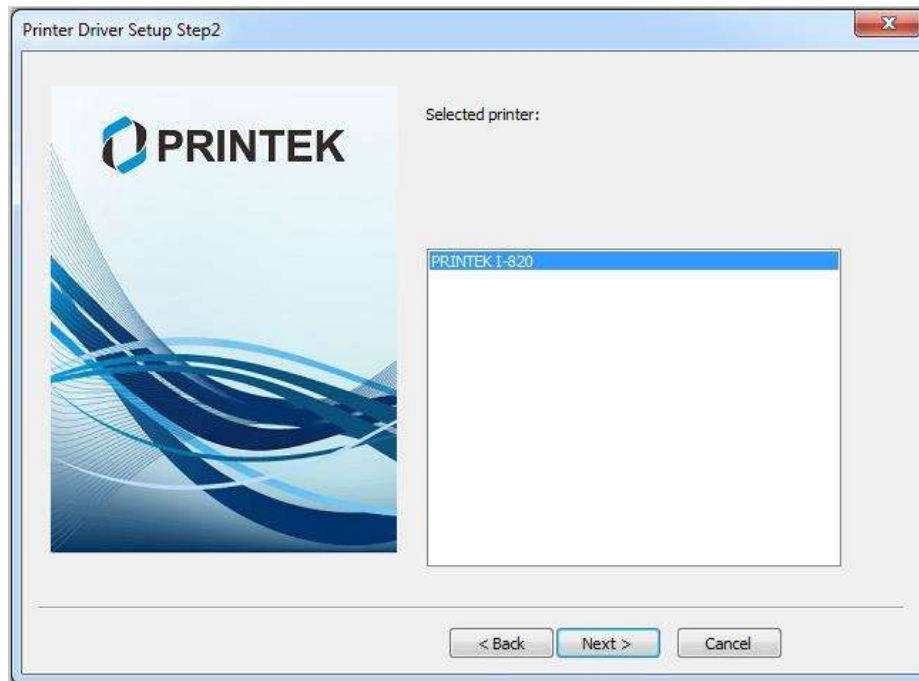 Printer Driver Setup Step2
PRINTEK
Selected printer:
PRINTEK I-820
< Back
Next >
Cancel